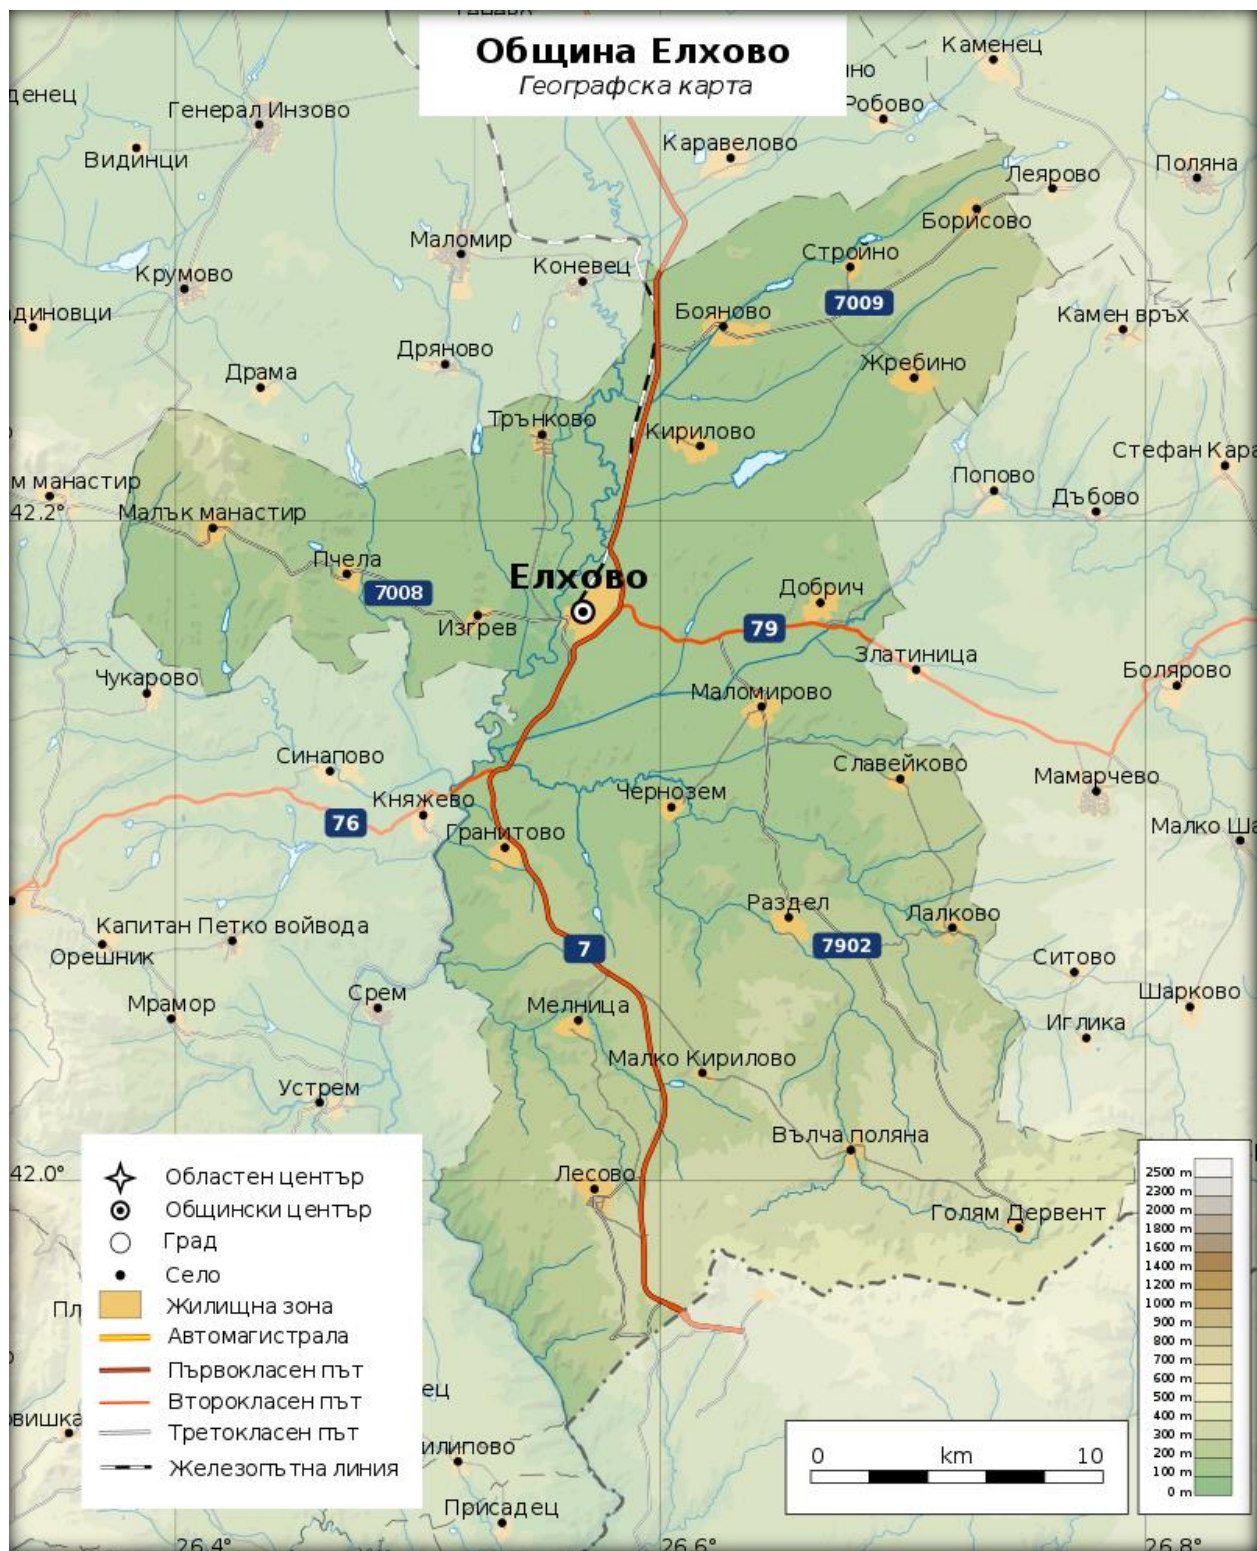 Община Елхово
Географска карта
Каменец
Генерал Инзово
Робово
Каравелово
Видинци
Поляна
Леярово
Борисово
Маломир
Стройно
Коневец
Крумово
7009
Бояново
Камен връх
Дряново
Жребино
Драма
Трънково
Кирилово
Стефан Кара
м манастир
Попово
Дъбово
42.2°
Малък манастир
Пчела
Елхово
7008
Добрич
Изгрев
79
Златиница
Чукарово
Болярово
Маломирово
Синапово
Славейково
Мамарчево
Княжево
Чернозем
76
Гранитово
Малко Ша
Раздел
Лалково
Капитан Петко войвода
7
7902
Орешник
Ситово
Срем
Шарково
Мрамор
Мелница
Иглика
Малко Кирилово
Устрем
Вълча поляна
42.0°
Лесово
Голям Дервент
Областен център
Общински център
Град
Село
Жилищна зона
Автомагистрала
Първокласен път
Второкласен път
Третокласен път
Железопътна линия
2500 m
2300 m
2000 m
1800 m
1600 m
1400 m
1200 m
1000 m
900 m
800 m
700 m
600 m
500 m
400 m
300 m
200 m
100 m
0 m
0 km 10
илипово
Присадец
26.4°
26.6°
26.8°